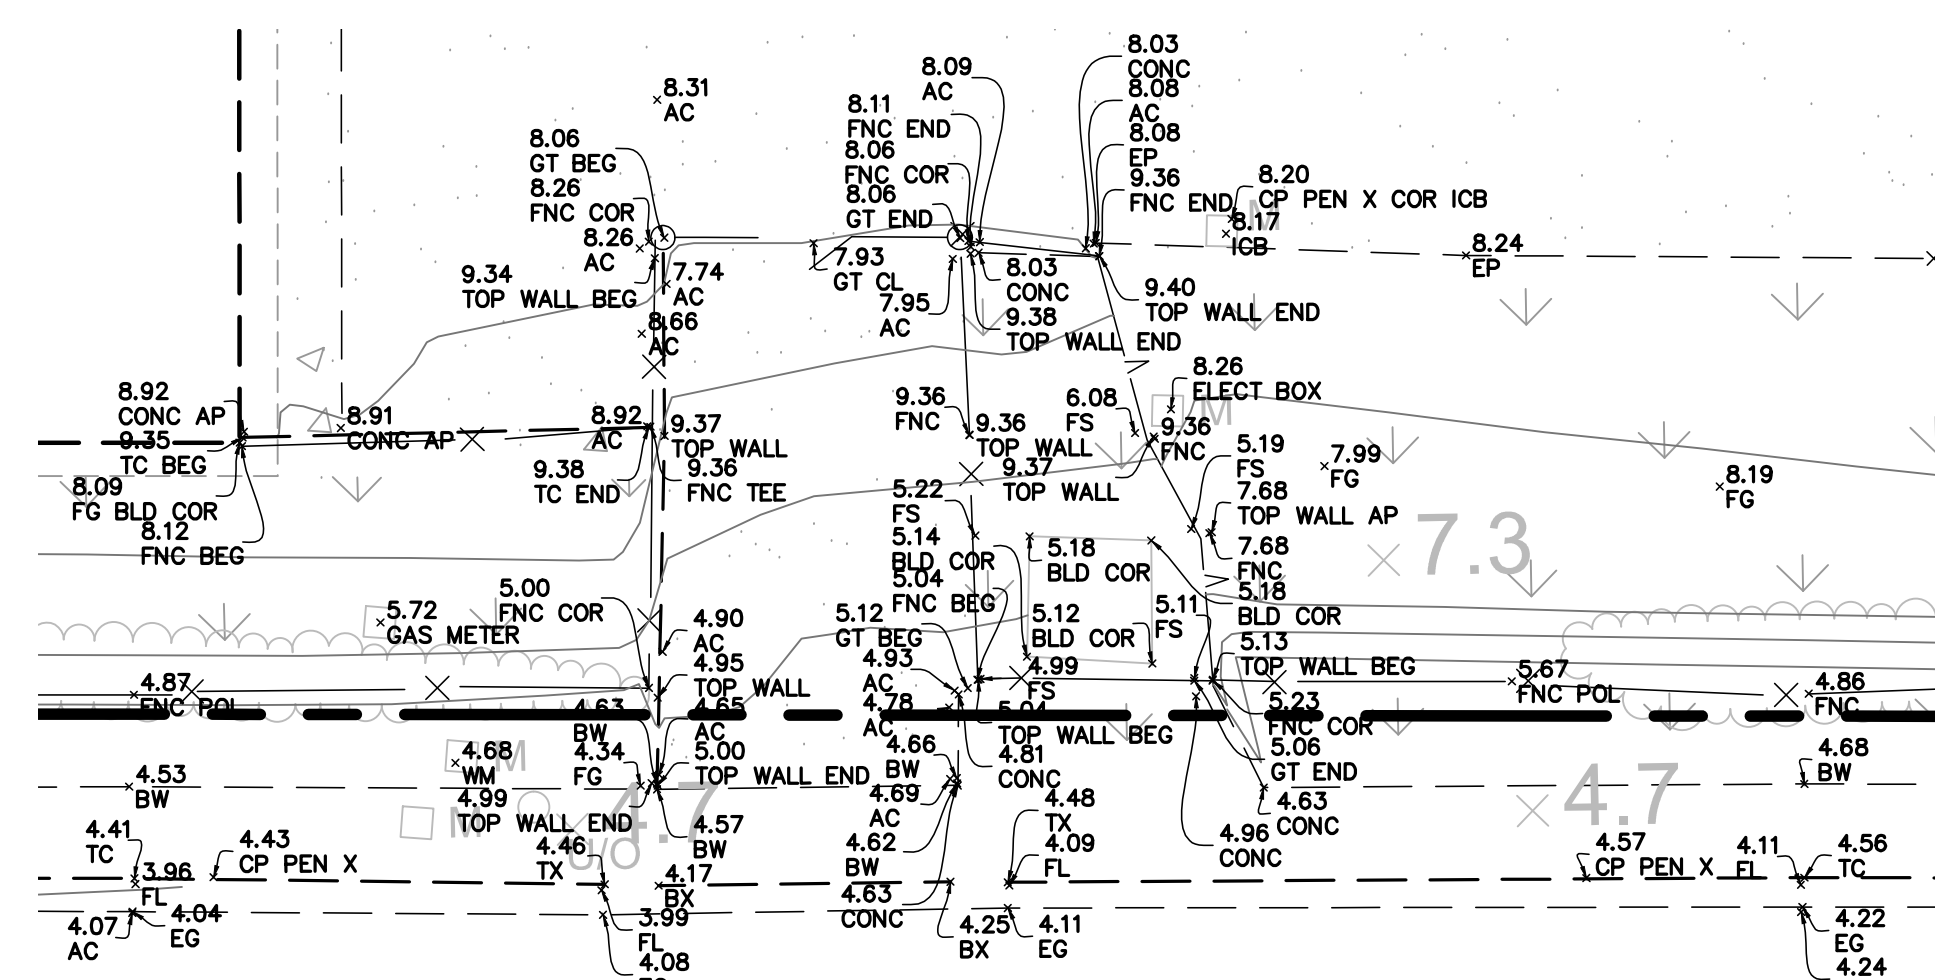 8.03
CONC
8.09
AC
8.31
AC
8.08
AC
8.11
FNC END
8.06
GT BEG
8.08
EP
8.06
FNC COR
8.26
FNC COR
9.36
FNC END
8.20
CP PEN X COR ICB
8.06
GT END
M
8.17
ICB
8.26
AC
8.24
EP
7.93
GT CL
9.34
TOP WALL BEG
7.74
AC
8.03
CONC
9.40
TOP WALL END
7.95
AC
9.38
TOP WALL END
8.66
AC
8.26
ELECT BOX
M
8.92
CONC AP
8.91
CONC AP
8.92
AC
9.37
TOP WALL
9.36
FNC
9.36
TOP WALL
6.08
FS
9.36
FNC
9.35
TC BEG
5.19
FS
7.99
FG
9.38
TC END
9.36
FNC TEE
9.37
TOP WALL
8.19
FG
8.09
FG BLD COR
5.22
FS
7.68
TOP WALL AP
8.12
FNC BEG
5.14
BLD COR
5.18
BLD COR
7.68
FNC
7.3
5.04
FNC BEG
5.00
FNC COR
5.18
BLD COR
5.72
GAS METER
4.90
AC
5.12
GT BEG
5.12
BLD COR
5.11
FS
5.13
TOP WALL BEG
4.95
TOP WALL
4.93
AC
4.99
FS
5.67
FNC POL
4.87
FNC POL
4.86
FNC
4.63
BW
4.65
AC
4.78
AC
5.04
TOP WALL BEG
5.23
FNC COR
4.68
WM
M
4.34
FG
5.00
TOP WALL END
4.66
BW
4.81
CONC
5.06
GT END
4.68
BW
4.53
BW
4.99
TOP WALL END
M
4.7
4.69
AC
4.48
TX
4.63
CONC
4.7
4.41
TC
4.43
CP PEN X
4.46
TX
U/O
4.57
BW
4.62
BW
4.09
FL
4.96
CONC
4.57
CP PEN X
4.11
FL
4.56
TC
3.96
FL
4.17
BX
4.63
CONC
4.07
AC
4.04
EG
3.99
FL
4.25
BX
4.11
EG
4.22
EG
4.08
4.24